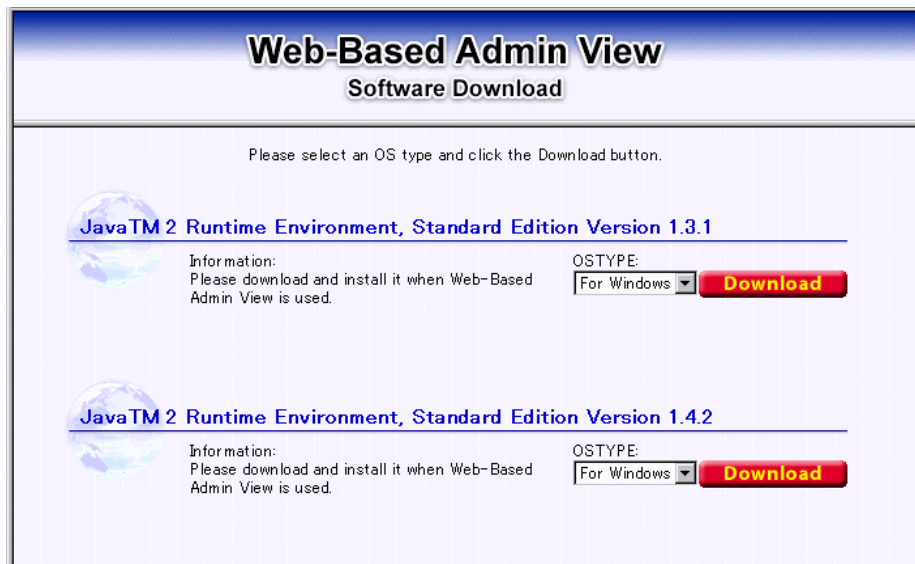 Web-Based Admin View
Software Download
Please select an OS type and click the Download button.
JavaTM 2 Runtime Environment, Standard Edition Version 1.3.1
Information:
Please download and install it when Web-Based
Admin View is used.
OSTYPE:
For Windows
Download
JavaTM 2 Runtime Environment, Standard Edition Version 1.4.2
Information:
Please download and install it when Web-Based
Admin View is used.
OSTYPE:
For Windows
Download